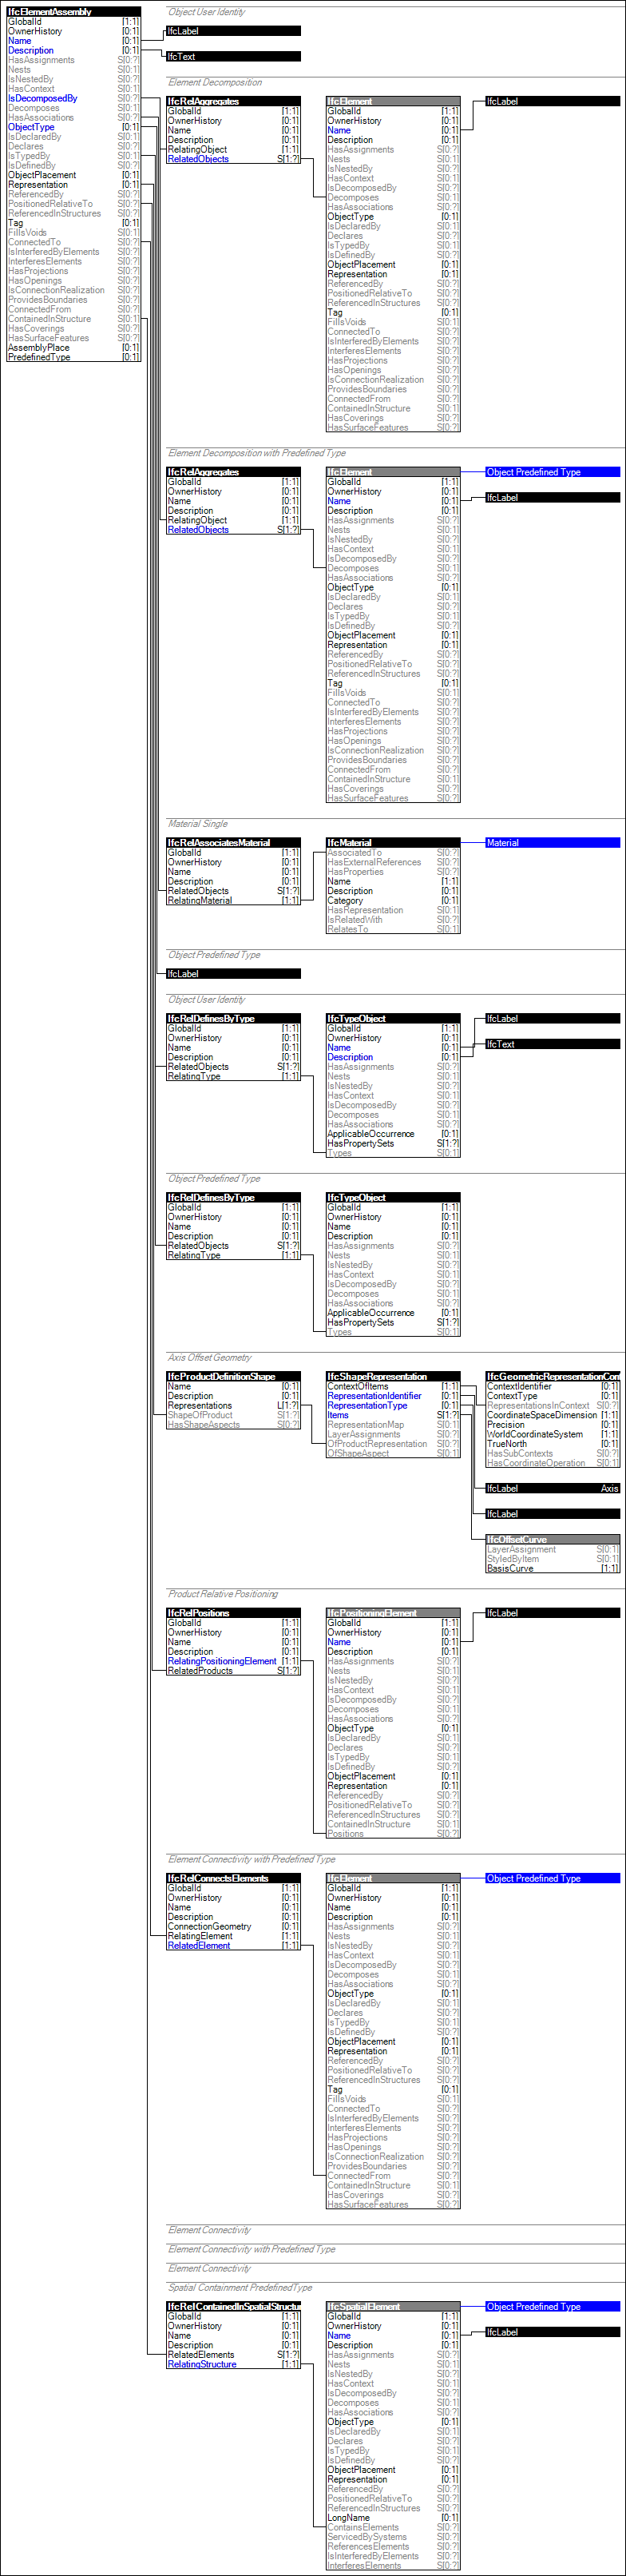 IfcElementAssembly
GlobalId [1:1]
OwnerHistory [0:1]
Name [0:1]
Description [0:1]
HasAssignments S[0:?]
Nests S[0:1]
IsNestedBy S[0:?]
HasContext S[0:1]
IsDecomposedBy S[0:?]
Decomposes S[0:1]
HasAssociations S[0:?]
ObjectType [0:1]
IsDeclaredBy S[0:1]
Declares S[0:?]
IsTypedBy S[0:1]
IsDefinedBy S[0:?]
ObjectPlacement [0:1]
Representation [0:1]
ReferencedBy S[0:?]
PositionedRelativeTo S[0:?]
ReferencedInStructures S[0:?]
Tag [0:1]
FillsVoids S[0:1]
ConnectedTo S[0:?]
IsInterferedByElements S[0:?]
InterferesElements S[0:?]
HasProjections S[0:?]
HasOpenings S[0:?]
IsConnectionRealization S[0:?]
ProvidesBoundaries S[0:?]
ConnectedFrom S[0:?]
ContainedInStructure S[0:1]
HasCoverings S[0:?]
HasSurfaceFeatures S[0:?]
AssemblyPlace [0:1]
PredefinedType [0:1]
Object User Identity
IfcLabel
IfcText
Element Decomposition
IfcRelAggregates
GlobalId [1:1]
OwnerHistory [0:1]
Name [0:1]
Description [0:1]
RelatingObject [1:1]
RelatedObjects S[1:?]
IfcElement
GlobalId [1:1]
OwnerHistory [0:1]
Name [0:1]
Description [0:1]
HasAssignments S[0:?]
Nests S[0:1]
IsNestedBy S[0:?]
HasContext S[0:1]
IsDecomposedBy S[0:?]
Decomposes S[0:1]
HasAssociations S[0:?]
ObjectType [0:1]
IsDeclaredBy S[0:1]
Declares S[0:?]
IsTypedBy S[0:1]
IsDefinedBy S[0:?]
ObjectPlacement [0:1]
Representation [0:1]
ReferencedBy S[0:?]
PositionedRelativeTo S[0:?]
ReferencedInStructures S[0:?]
Tag [0:1]
FillsVoids S[0:1]
ConnectedTo S[0:?]
IsInterferedByElements S[0:?]
InterferesElements S[0:?]
HasProjections S[0:?]
HasOpenings S[0:?]
IsConnectionRealization S[0:?]
ProvidesBoundaries S[0:?]
ConnectedFrom S[0:?]
ContainedInStructure S[0:1]
HasCoverings S[0:?]
HasSurfaceFeatures S[0:?]
IfcLabel
Element Decomposition with Predefined Type
IfcRelAggregates
GlobalId [1:1]
OwnerHistory [0:1]
Name [0:1]
Description [0:1]
RelatingObject [1:1]
RelatedObjects S[1:?]
IfcElement
GlobalId [1:1]
OwnerHistory [0:1]
Name [0:1]
Description [0:1]
HasAssignments S[0:?]
Nests S[0:1]
IsNestedBy S[0:?]
HasContext S[0:1]
IsDecomposedBy S[0:?]
Decomposes S[0:1]
HasAssociations S[0:?]
ObjectType [0:1]
IsDeclaredBy S[0:1]
Declares S[0:?]
IsTypedBy S[0:1]
IsDefinedBy S[0:?]
ObjectPlacement [0:1]
Representation [0:1]
ReferencedBy S[0:?]
PositionedRelativeTo S[0:?]
ReferencedInStructures S[0:?]
Tag [0:1]
FillsVoids S[0:1]
ConnectedTo S[0:?]
IsInterferedByElements S[0:?]
InterferesElements S[0:?]
HasProjections S[0:?]
HasOpenings S[0:?]
IsConnectionRealization S[0:?]
ProvidesBoundaries S[0:?]
ConnectedFrom S[0:?]
ContainedInStructure S[0:1]
HasCoverings S[0:?]
HasSurfaceFeatures S[0:?]
Object Predefined Type
IfcLabel
Material Single
IfcRelAssociatesMaterial
GlobalId [1:1]
OwnerHistory [0:1]
Name [0:1]
Description [0:1]
RelatedObjects S[1:?]
RelatingMaterial [1:1]
IfcMaterial
AssociatedTo S[0:?]
HasExternalReferences S[0:?]
HasProperties S[0:?]
Name [1:1]
Description [0:1]
Category [0:1]
HasRepresentation S[0:1]
IsRelatedWith S[0:?]
RelatesTo S[0:1]
Material
Object Predefined Type
IfcLabel
Object User Identity
IfcRelDefinesByType
GlobalId [1:1]
OwnerHistory [0:1]
Name [0:1]
Description [0:1]
RelatedObjects S[1:?]
RelatingType [1:1]
IfcTypeObject
GlobalId [1:1]
OwnerHistory [0:1]
Name [0:1]
Description [0:1]
HasAssignments S[0:?]
Nests S[0:1]
IsNestedBy S[0:?]
HasContext S[0:1]
IsDecomposedBy S[0:?]
Decomposes S[0:1]
HasAssociations S[0:?]
ApplicableOccurrence [0:1]
HasPropertySets S[1:?]
Types S[0:1]
IfcLabel
IfcText
Object Predefined Type
IfcRelDefinesByType
GlobalId [1:1]
OwnerHistory [0:1]
Name [0:1]
Description [0:1]
RelatedObjects S[1:?]
RelatingType [1:1]
IfcTypeObject
GlobalId [1:1]
OwnerHistory [0:1]
Name [0:1]
Description [0:1]
HasAssignments S[0:?]
Nests S[0:1]
IsNestedBy S[0:?]
HasContext S[0:1]
IsDecomposedBy S[0:?]
Decomposes S[0:1]
HasAssociations S[0:?]
ApplicableOccurrence [0:1]
HasPropertySets S[1:?]
Types S[0:1]
Axis Offset Geometry
IfcProductDefinitionShape
Name [0:1]
Description [0:1]
Representations L[1:?]
ShapeOfProduct S[1:?]
HasShapeAspects S[0:?]
IfcShapeRepresentation
ContextOfItems [1:1]
RepresentationIdentifier [0:1]
RepresentationType [0:1]
Items S[1:?]
RepresentationMap S[0:1]
LayerAssignments S[0:?]
OfProductRepresentation S[0:?]
OfShapeAspect S[0:1]
IfcGeometricRepresentationCon
ContextIdentifier [0:1]
ContextType [0:1]
RepresentationsInContext S[0:?]
CoordinateSpaceDimension [1:1]
Precision [0:1]
WorldCoordinateSystem [1:1]
TrueNorth [0:1]
HasSubContexts S[0:?]
HasCoordinateOperation S[0:1]
IfcLabel Axis
IfcLabel
IfcOffsetCurve
LayerAssignment S[0:1]
StyledByItem S[0:1]
BasisCurve [1:1]
Product Relative Positioning
IfcRelPositions
GlobalId [1:1]
OwnerHistory [0:1]
Name [0:1]
Description [0:1]
RelatingPositioningElement [1:1]
RelatedProducts S[1:?]
IfcPositioningElement
GlobalId [1:1]
OwnerHistory [0:1]
Name [0:1]
Description [0:1]
HasAssignments S[0:?]
Nests S[0:1]
IsNestedBy S[0:?]
HasContext S[0:1]
IsDecomposedBy S[0:?]
Decomposes S[0:1]
HasAssociations S[0:?]
ObjectType [0:1]
IsDeclaredBy S[0:1]
Declares S[0:?]
IsTypedBy S[0:1]
IsDefinedBy S[0:?]
ObjectPlacement [0:1]
Representation [0:1]
ReferencedBy S[0:?]
PositionedRelativeTo S[0:?]
ReferencedInStructures S[0:?]
ContainedInStructure S[0:1]
Positions S[0:?]
IfcLabel
Element Connectivity with Predefined Type
IfcRelConnectsElements
GlobalId [1:1]
OwnerHistory [0:1]
Name [0:1]
Description [0:1]
ConnectionGeometry [0:1]
RelatingElement [1:1]
RelatedElement [1:1]
IfcElement
GlobalId [1:1]
OwnerHistory [0:1]
Name [0:1]
Description [0:1]
HasAssignments S[0:?]
Nests S[0:1]
IsNestedBy S[0:?]
HasContext S[0:1]
IsDecomposedBy S[0:?]
Decomposes S[0:1]
HasAssociations S[0:?]
ObjectType [0:1]
IsDeclaredBy S[0:1]
Declares S[0:?]
IsTypedBy S[0:1]
IsDefinedBy S[0:?]
ObjectPlacement [0:1]
Representation [0:1]
ReferencedBy S[0:?]
PositionedRelativeTo S[0:?]
ReferencedInStructures S[0:?]
Tag [0:1]
FillsVoids S[0:1]
ConnectedTo S[0:?]
IsInterferedByElements S[0:?]
InterferesElements S[0:?]
HasProjections S[0:?]
HasOpenings S[0:?]
IsConnectionRealization S[0:?]
ProvidesBoundaries S[0:?]
ConnectedFrom S[0:?]
ContainedInStructure S[0:1]
HasCoverings S[0:?]
HasSurfaceFeatures S[0:?]
Object Predefined Type
Element Connectivity
Element Connectivity with Predefined Type
Element Connectivity
Spatial Containment PredefinedType
IfcRelContainedInSpatialStructur
GlobalId [1:1]
OwnerHistory [0:1]
Name [0:1]
Description [0:1]
RelatedElements S[1:?]
RelatingStructure [1:1]
IfcSpatialElement
GlobalId [1:1]
OwnerHistory [0:1]
Name [0:1]
Description [0:1]
HasAssignments S[0:?]
Nests S[0:1]
IsNestedBy S[0:?]
HasContext S[0:1]
IsDecomposedBy S[0:?]
Decomposes S[0:1]
HasAssociations S[0:?]
ObjectType [0:1]
IsDeclaredBy S[0:1]
Declares S[0:?]
IsTypedBy S[0:1]
IsDefinedBy S[0:?]
ObjectPlacement [0:1]
Representation [0:1]
ReferencedBy S[0:?]
PositionedRelativeTo S[0:?]
ReferencedInStructures S[0:?]
LongName [0:1]
ContainsElements S[0:?]
ServicedBySystems S[0:?]
ReferencesElements S[0:?]
IsInterferedByElements S[0:?]
InterferesElements S[0:?]
Object Predefined Type
IfcLabel